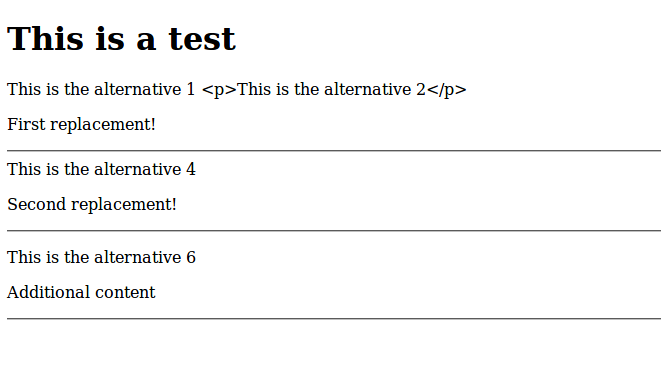 This is a test
This is the alternative 1 <p>This is the alternative 2</p>
First replacement!
This is the alternative 4
Second replacement!
This is the alternative 6
Additional content